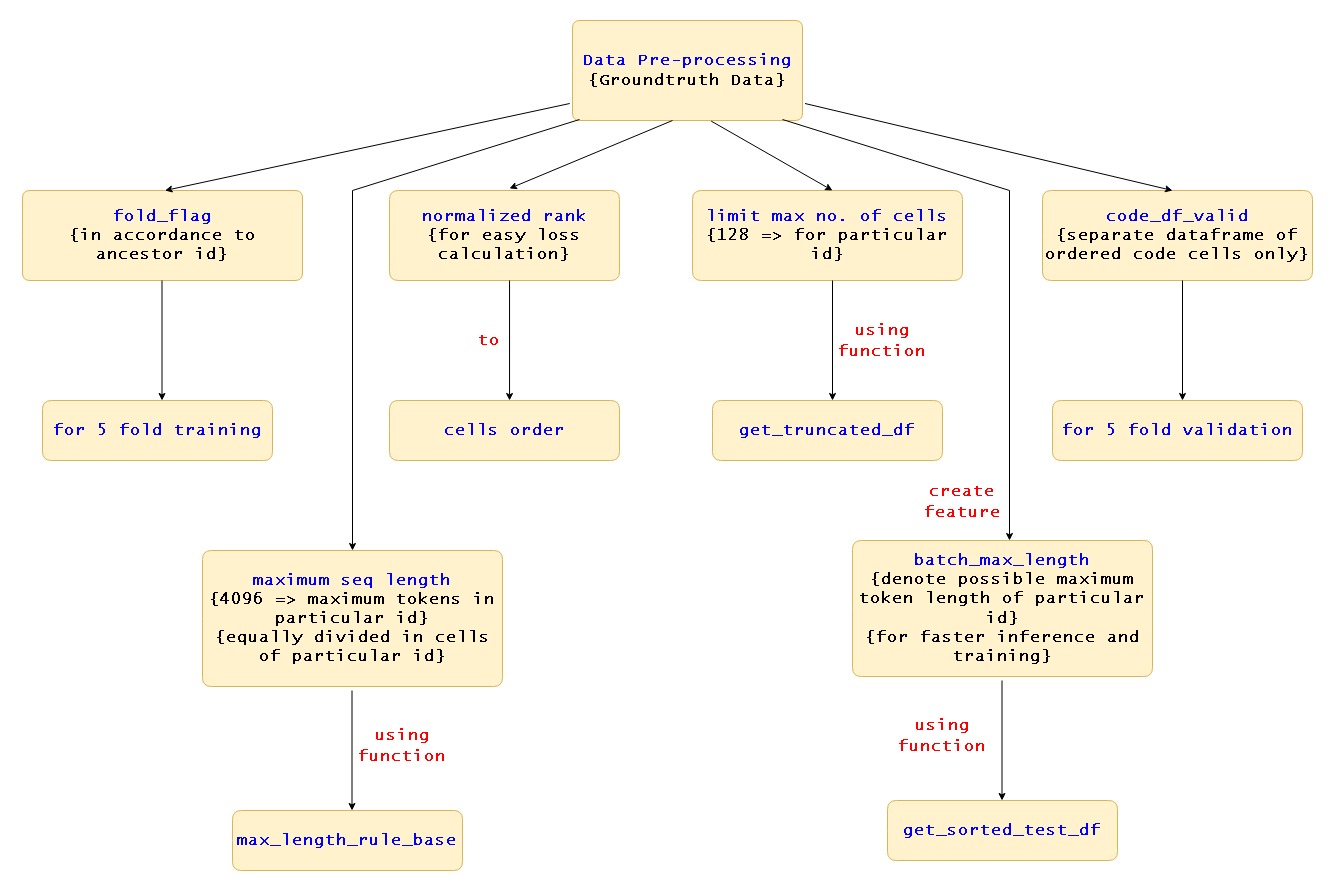 Data Pre-processing
{Groundtruth Data}
fold_flag
{in accordance to
ancestor id}
normalized rank
{for easy loss
calculation}
limit max no. of cells
{128 => for particular
id}
code_df_valid
{separate dataframe of
ordered code cells only}
to
using
function
for 5 fold training
cells order
get_truncated_df
for 5 fold validation
create
feature
maximum seq length
{4096 => maximum tokens in
particular id}
{equally divided in cells
of particular id}
batch_max_length
{denote possible maximum
token length of particular
id}
{for faster inference and
training}
using
function
using
function
max_length_rule_base
get_sorted_test_df